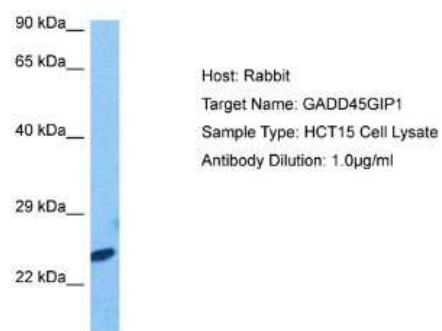 90 kDa
65 kDa
40 kDa
29 kDa
22 kDa
Host: Rabbit
Target Name: GADD45GIP1
Sample Type: HCT15 Cell Lysate
Antibody Dilution: 1.0µg/ml